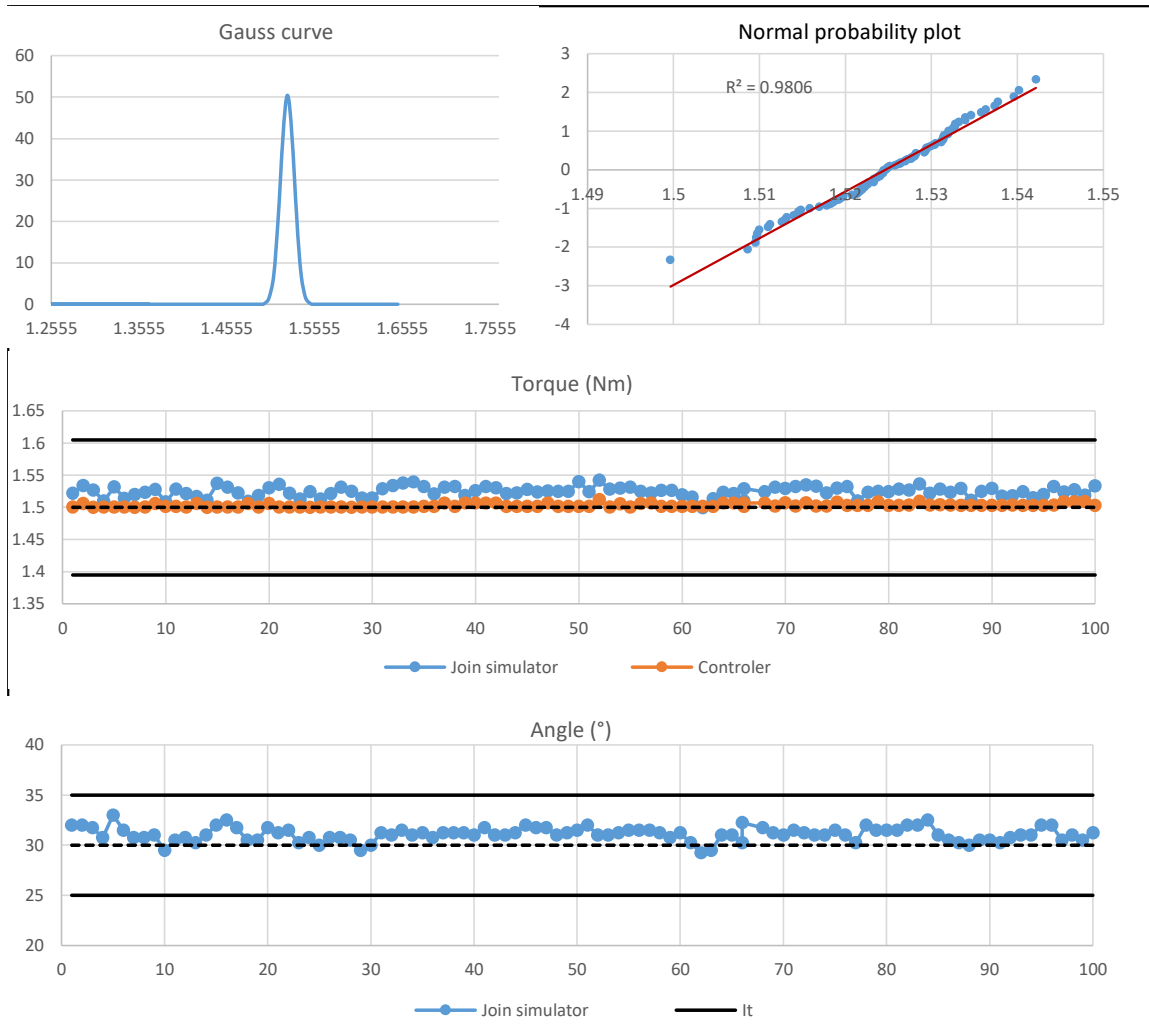 Gauss curve
60
50
40
30
20
10
0
1.2555 1.3555 1.4555 1.5555 1.6555 1.7555
Normal probability plot
R² = 0.9806
3
2
1
0
-1
-2
-3
-4
1.49 1.5 1.51 1.52 1.53 1.54 1.55
Torque (Nm)
1.65
1.6
1.55
1.5
1.45
1.4
1.35
0 10 20 30 40 50 60 70 80 90 100
Join simulator Controler
Angle (°)
40
35
30
25
20
0 10 20 30 40 50 60 70 80 90 100
Join simulator It